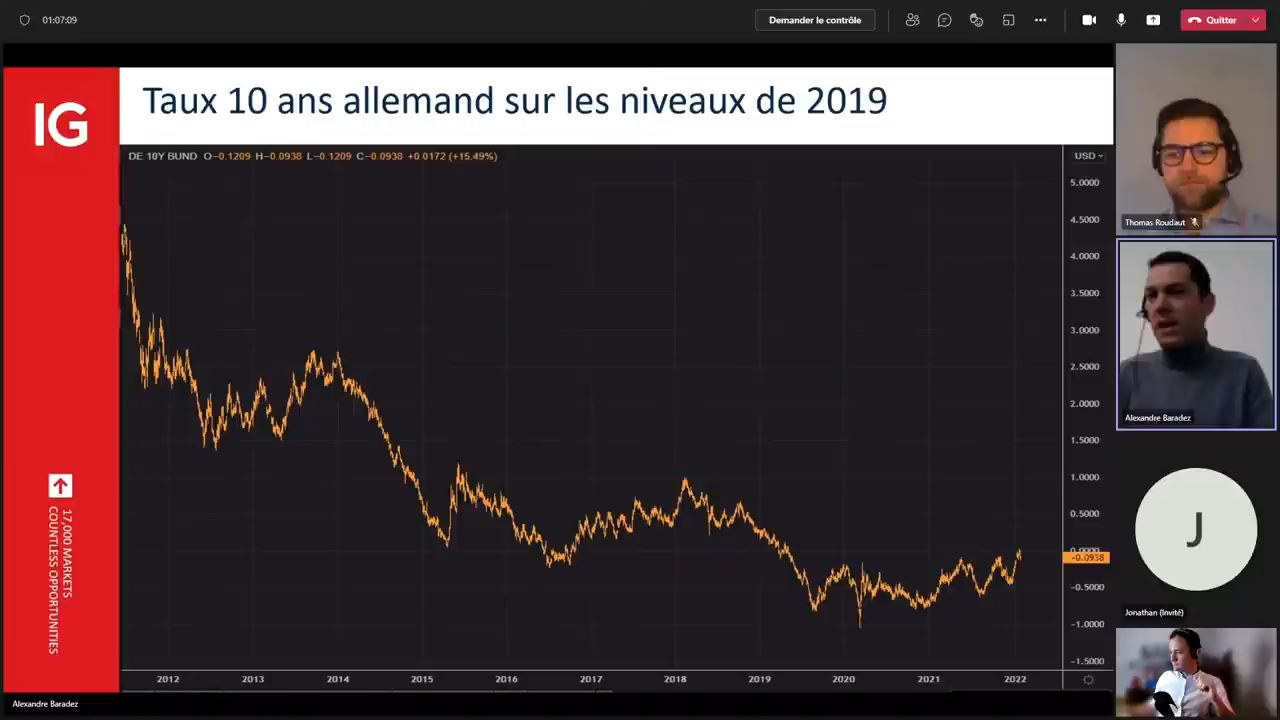 01:07:09
Demander le contrôle
Quitter
IG
Taux 10 ans allemand sur les niveaux de 2019
DE 10Y BUND O-0.1209 H-0.0938 L-0.1209 C-0.0938 +0.0172 (+15.49%)
USD
5.0000
4.5000
4.0000
3.5000
3.0000
2.5000
2.0000
1.5000
1.0000
0.5000
0.0000
-0.0938
-0.5000
-1.0000
-1.5000
2012 2013 2014 2015 2016 2017 2018 2019 2020 2021 2022
17,000 MARKETS
COUNTLESS OPPORTUNITIES
Thomas Roudaut
Alexandre Baradez
J
Jonathan (Invité)
Alexandre Baradez